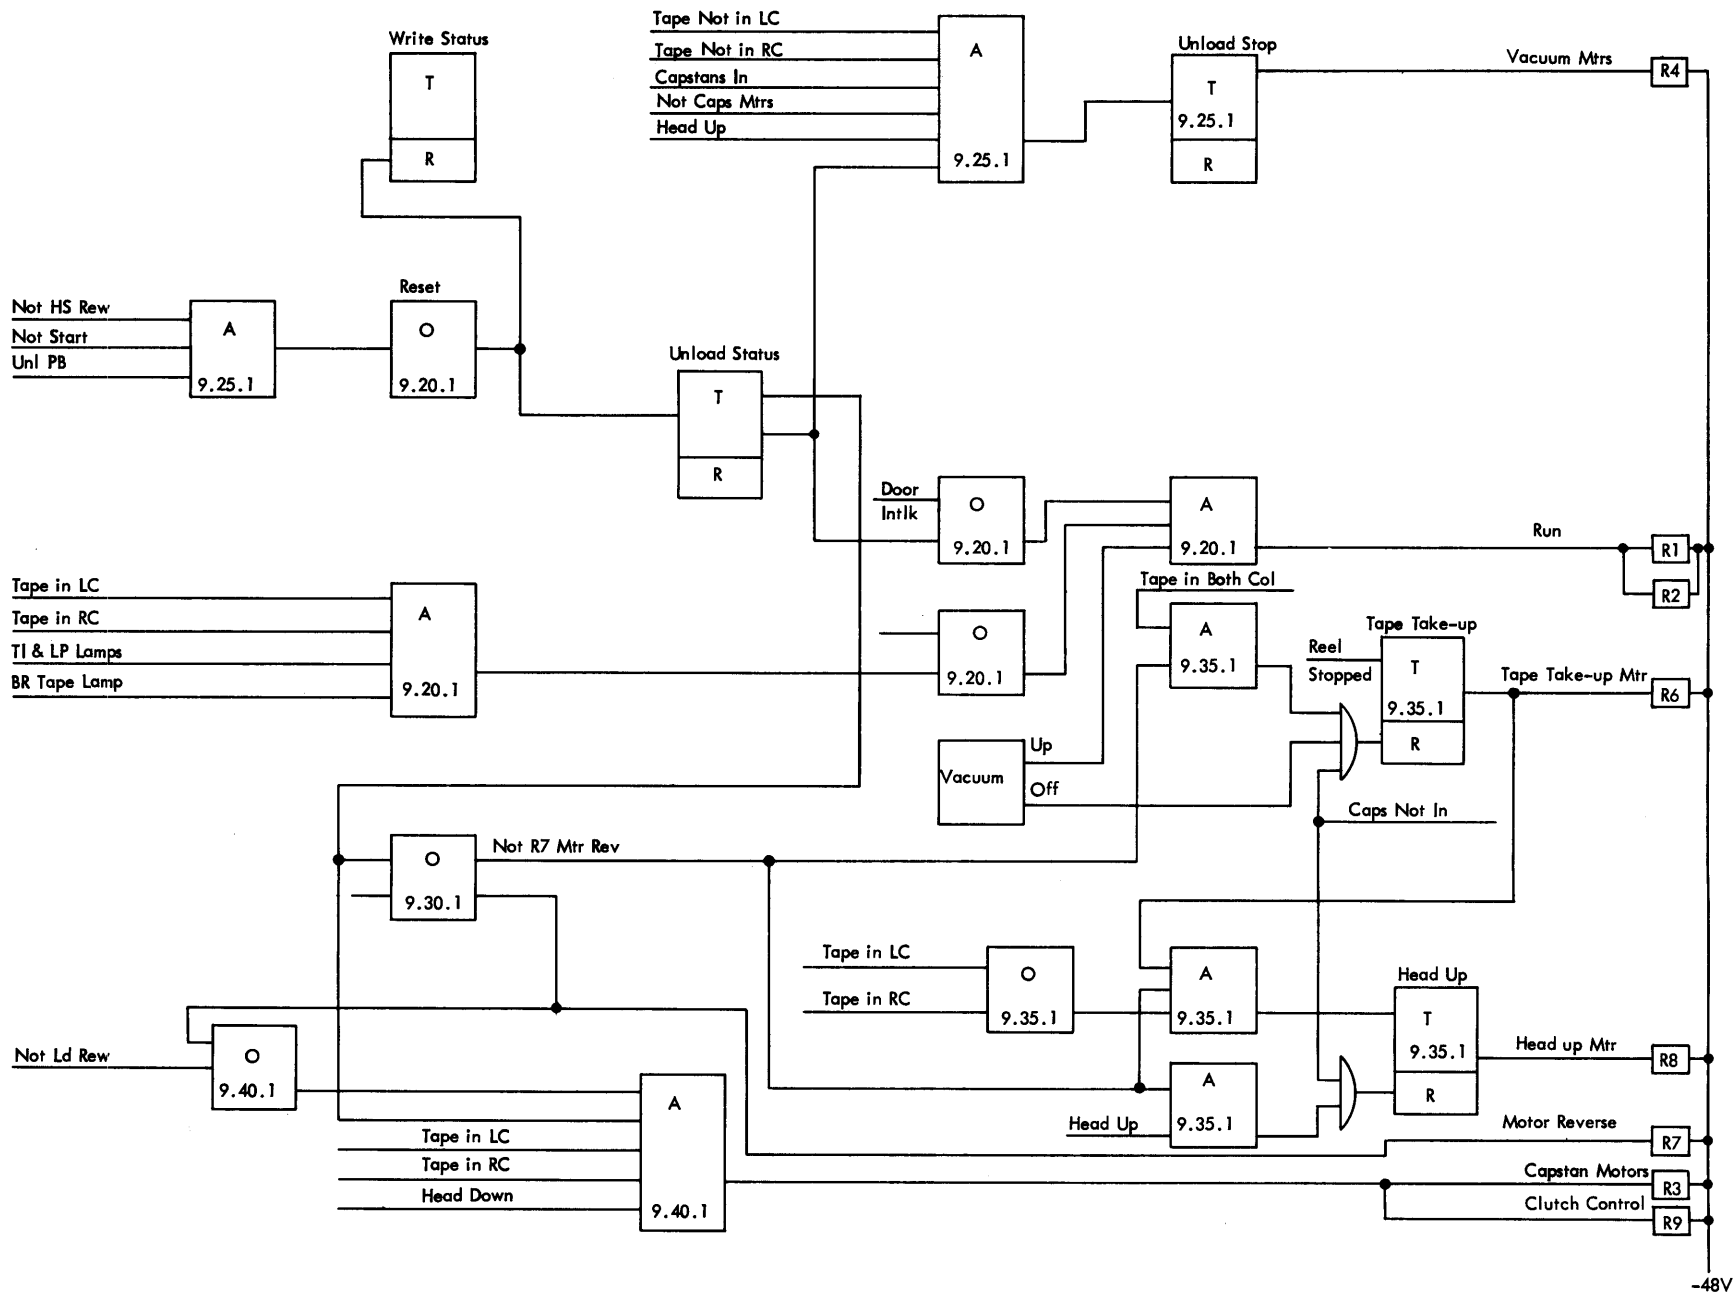 Tape Not in LC
Tape Not in RC
Capstans In
Not Caps Mtrs
Head Up
A
9.25.1
Write Status
T
R
Unload Stop
T
9.25.1
R
Vacuum Mtrs
R4
Not HS Rew
Not Start
Unl PB
A
9.25.1
Reset
O
9.20.1
Unload Status
T
R
Door
Intlk
O
9.20.1
A
9.20.1
Run
R1
R2
Tape in LC
Tape in RC
TI & LP Lamps
BR Tape Lamp
A
9.20.1
O
9.20.1
Tape in Both Col
A
9.35.1
Reel
Stopped
Tape Take-up
T
9.35.1
R
Tape Take-up Mtr
R6
Vacuum
Up
Off
Caps Not In
O
9.30.1
Not R7 Mtr Rev
Tape in LC
Tape in RC
O
9.35.1
A
9.35.1
Head Up
T
9.35.1
R
Head up Mtr
R8
Not Ld Rew
O
9.40.1
Head Up
A
9.35.1
Tape in LC
Tape in RC
Head Down
A
9.40.1
Motor Reverse
R7
Capstan Motors
R3
Clutch Control
R9
-48V